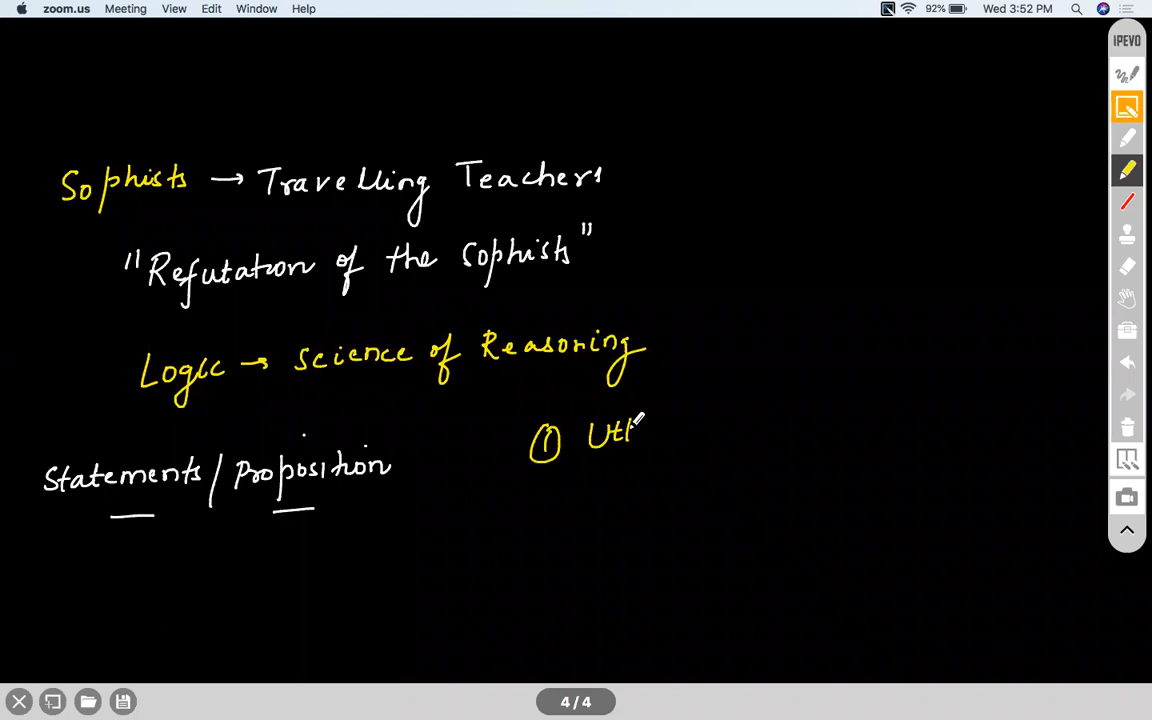 zoom.us Meeting View Edit Window Help 92% Wed 3:52 PM
IPEVO
Sophists → Travelling Teachers
"Refutation of the Sophists"
Logic → Science of Reasoning
① Utt
Statements/Proposition
4/4